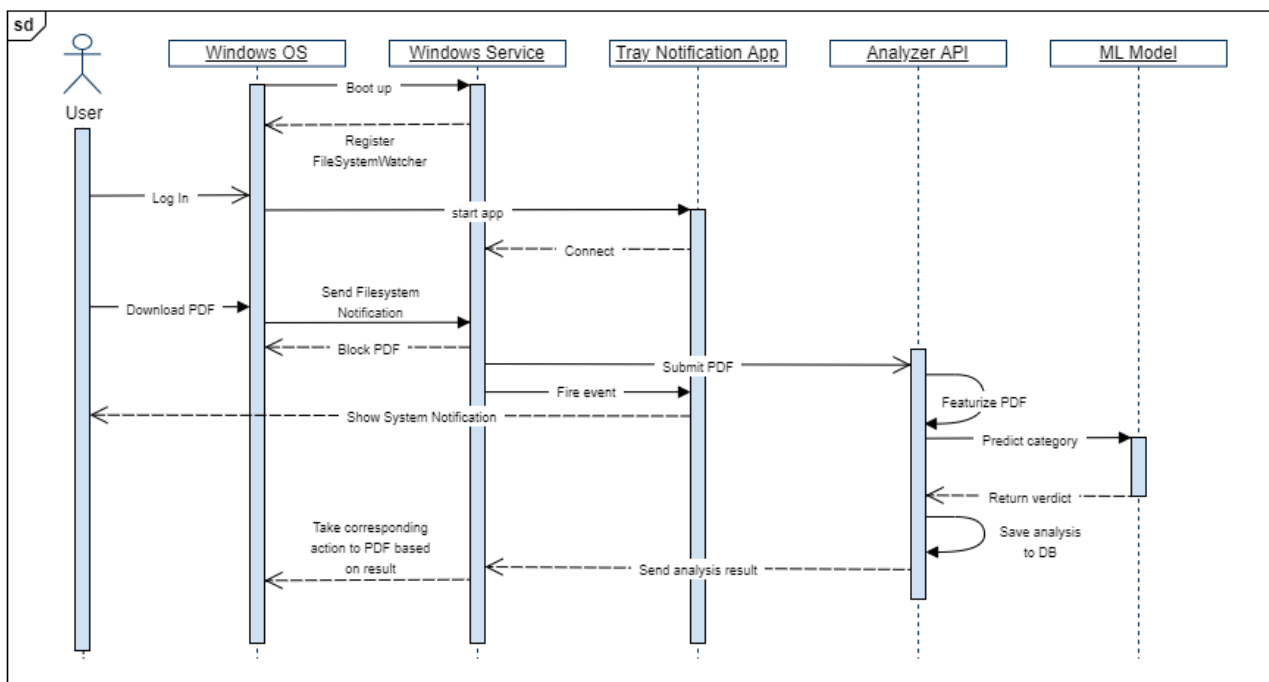 sd
Windows OS
Windows Service
Tray Notification App
Analyzer API
ML Model
User
Boot up
Register
FileSystemWatcher
Log In
start app
Connect
Download PDF
Send Filesystem
Notification
Block PDF
Submit PDF
Fire event
Show System Notification
Featurize PDF
Predict category
Return verdict
Save analysis
to DB
Send analysis result
Take corresponding
action to PDF based
on result